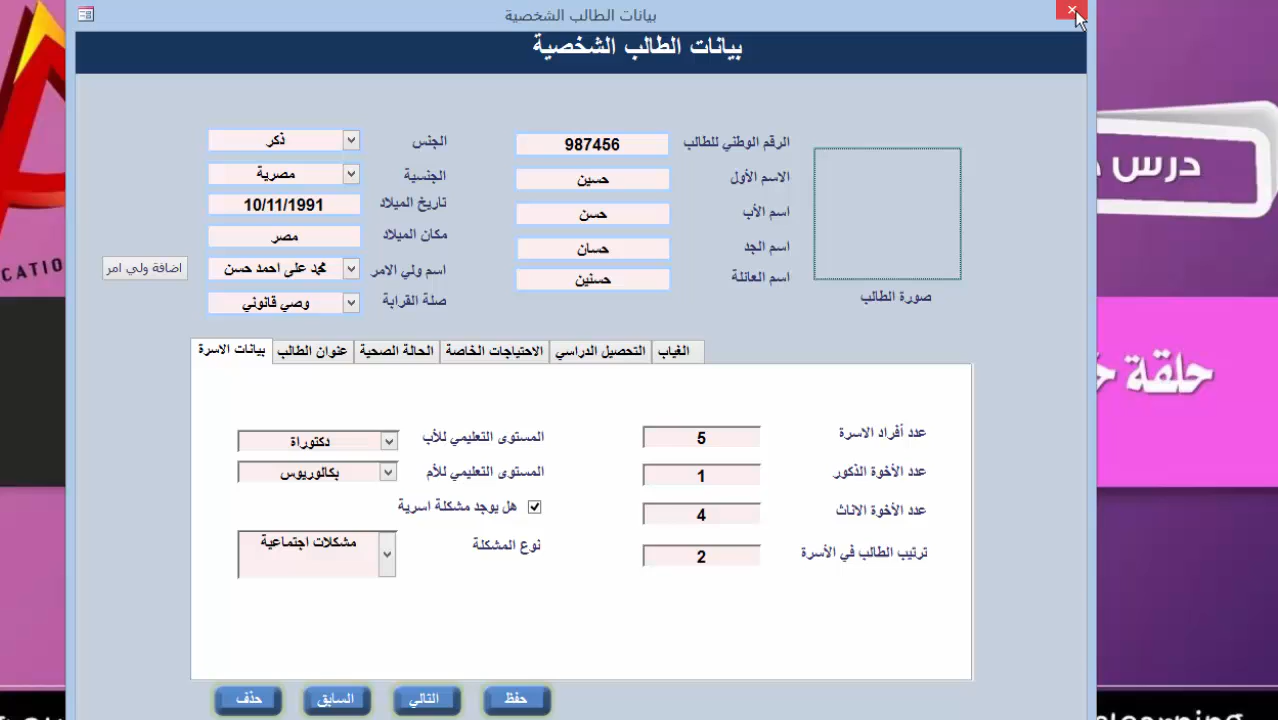 بيانات الطالب الشخصية
بيانات الطالب الشخصية
الرقم الوطني للطالب 987456
الاسم الأول حسين
اسم الأب حسن
اسم الجد حسان
اسم العائلة حسنين
صورة الطالب
الجنس ذكر
الجنسية مصرية
تاريخ الميلاد 10/11/1991
مكان الميلاد مصر
اسم ولي الامر محمد على احمد حسن
اضافة ولي امر
صلة القرابة وصي قانوني
الغياب التحصيل الدراسي الاحتياجات الخاصة الحالة الصحية عنوان الطالب بيانات الاسرة
عدد أفراد الاسرة 5
عدد الأخوة الذكور 1
عدد الأخوة الاناث 4
ترتيب الطالب في الأسرة 2
المستوى التعليمي للأب دكتوراة
المستوى التعليمي للأم بكالوريوس
هل يوجد مشكلة اسرية
نوع المشكلة مشكلات اجتماعية
حفظ التالي السابق حذف
درس
حلقة
CATIO